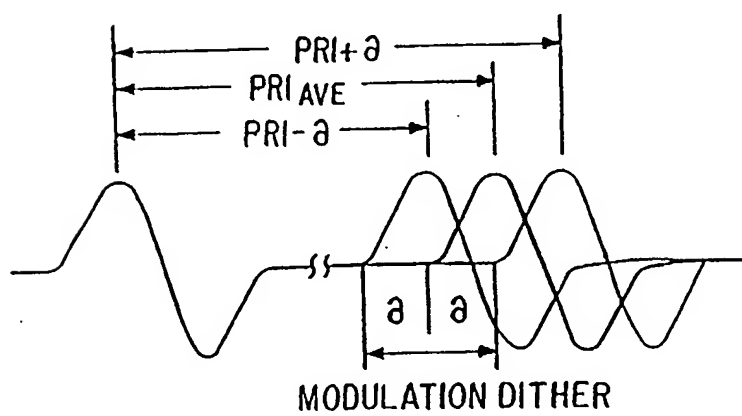 PRI+∂
PRI AVE
PRI-∂
∂ ∂
MODULATION DITHER